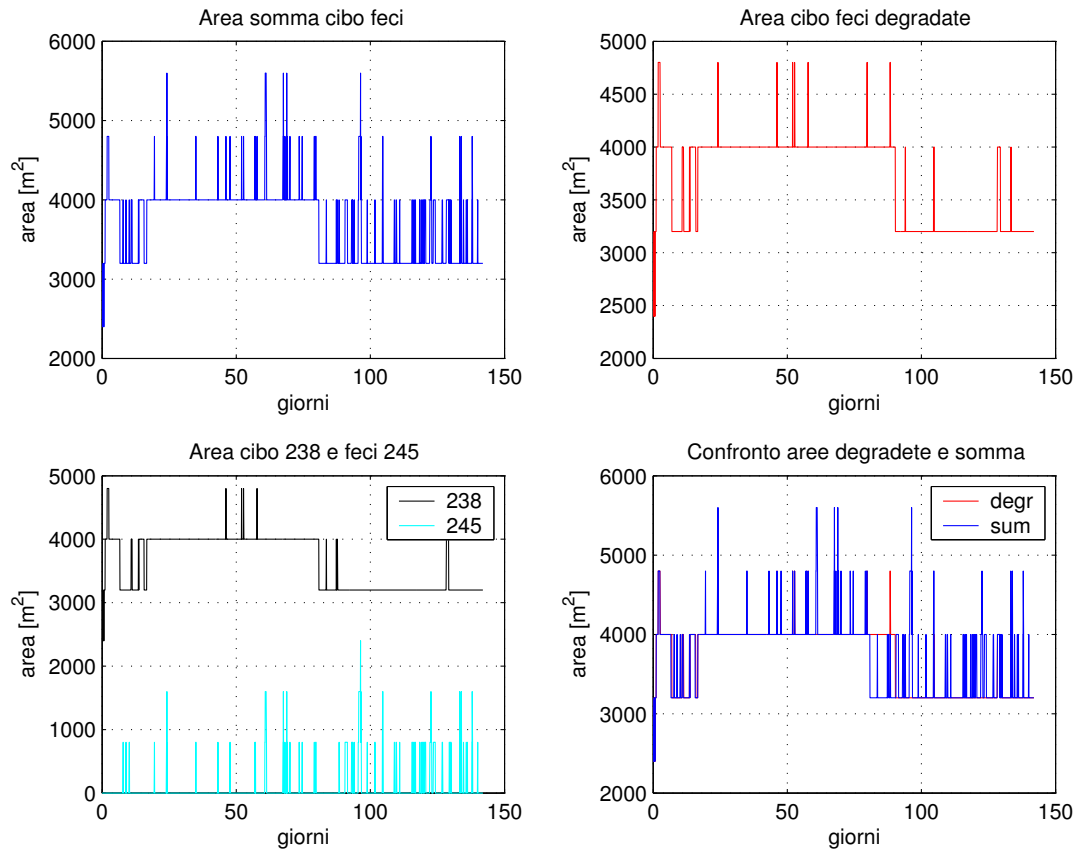 Area somma cibo feci
6000
5000
4000
3000
2000
area [m2]
0
50
100
150
giorni
Area cibo feci degradate
5000
4500
4000
3500
3000
2500
2000
area [m2]
0
50
100
150
giorni
Area cibo 238 e feci 245
5000
4000
3000
2000
1000
0
area [m2]
238
245
0
50
100
150
giorni
Confronto aree degradete e somma
6000
5000
4000
3000
2000
area [m2]
degr
sum
0
50
100
150
giorni